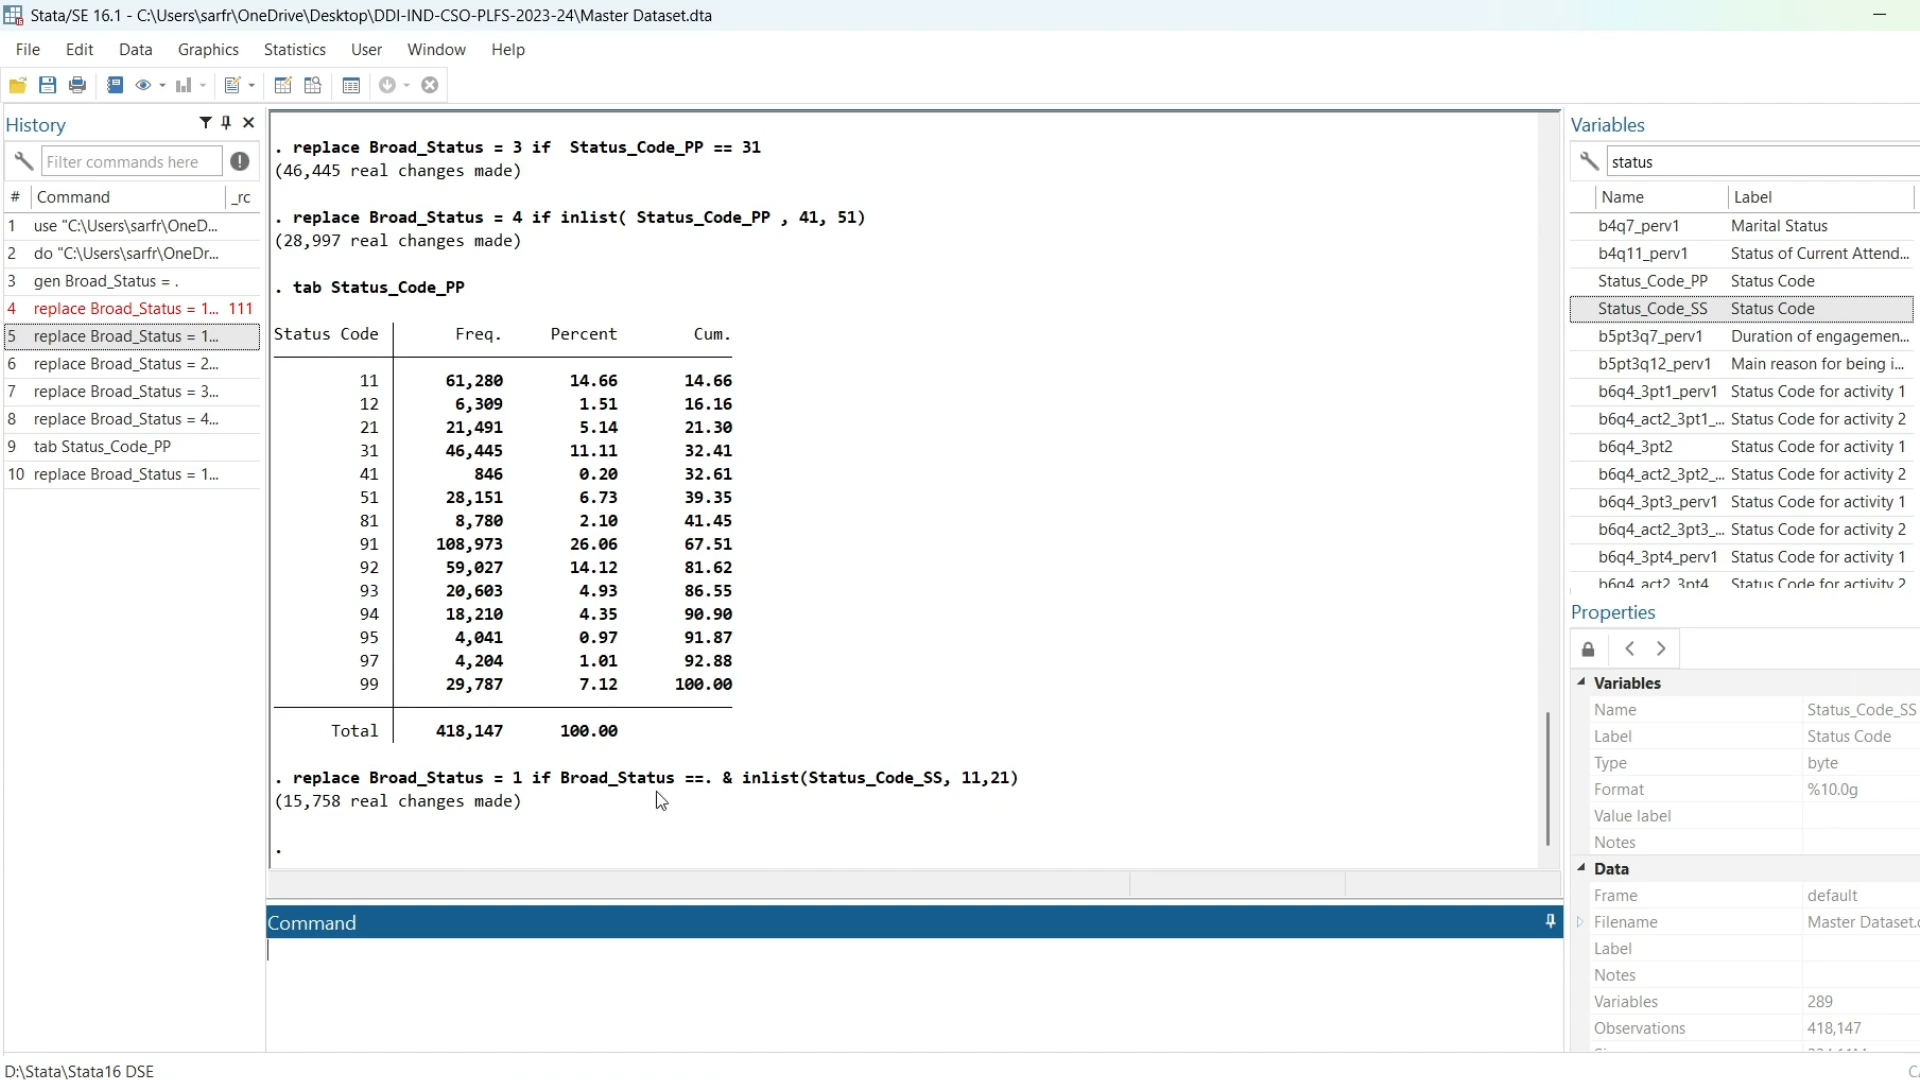 Stata/SE 16.1 - C:\Users\sarfr\OneDrive\Desktop\DDI-IND-CSO-PLFS-2023-24\Master Dataset.dta
File Edit Data Graphics Statistics User Window Help
History
Filter commands here
# Command _rc
1 use "C:\Users\sarfr\OneD...
2 do "C:\Users\sarfr\OneDr...
3 gen Broad_Status = .
4 replace Broad_Status = 1... 111
5 replace Broad_Status = 1...
6 replace Broad_Status = 2...
7 replace Broad_Status = 3...
8 replace Broad_Status = 4...
9 tab Status_Code_PP
10 replace Broad_Status = 1...
. replace Broad_Status = 3 if  Status_Code_PP == 31
(46,445 real changes made)
. replace Broad_Status = 4 if inlist( Status_Code_PP , 41, 51)
(28,997 real changes made)
. tab Status_Code_PP
Status Code Freq. Percent Cum.
11 61,280 14.66 14.66
12 6,309 1.51 16.16
21 21,491 5.14 21.30
31 46,445 11.11 32.41
41 846 0.20 32.61
51 28,151 6.73 39.35
81 8,780 2.10 41.45
91 108,973 26.06 67.51
92 59,027 14.12 81.62
93 20,603 4.93 86.55
94 18,210 4.35 90.90
95 4,041 0.97 91.87
97 4,204 1.01 92.88
99 29,787 7.12 100.00
Total 418,147 100.00
. replace Broad_Status = 1 if Broad_Status ==. & inlist(Status_Code_SS, 11,21)
(15,758 real changes made)
.
Command
Variables
status
Name Label
b4q7_perv1 Marital Status
b4q11_perv1 Status of Current Attend...
Status_Code_PP Status Code
Status_Code_SS Status Code
b5pt3q7_perv1 Duration of engagemen...
b5pt3q12_perv1 Main reason for being i...
b6q4_3pt1_perv1 Status Code for activity 1
b6q4_act2_3pt1_... Status Code for activity 2
b6q4_3pt2 Status Code for activity 1
b6q4_act2_3pt2_... Status Code for activity 2
b6q4_3pt3_perv1 Status Code for activity 1
b6q4_act2_3pt3_... Status Code for activity 2
b6q4_3pt4_perv1 Status Code for activity 1
b6q4_act2_3pt4 Status Code for activity 2
Properties
Variables
Name Status_Code_SS
Label Status Code
Type byte
Format %10.0g
Value label
Notes
Data
Frame default
Filename Master Dataset.
Label
Notes
Variables 289
Observations 418,147
D:\Stata\Stata16 DSE